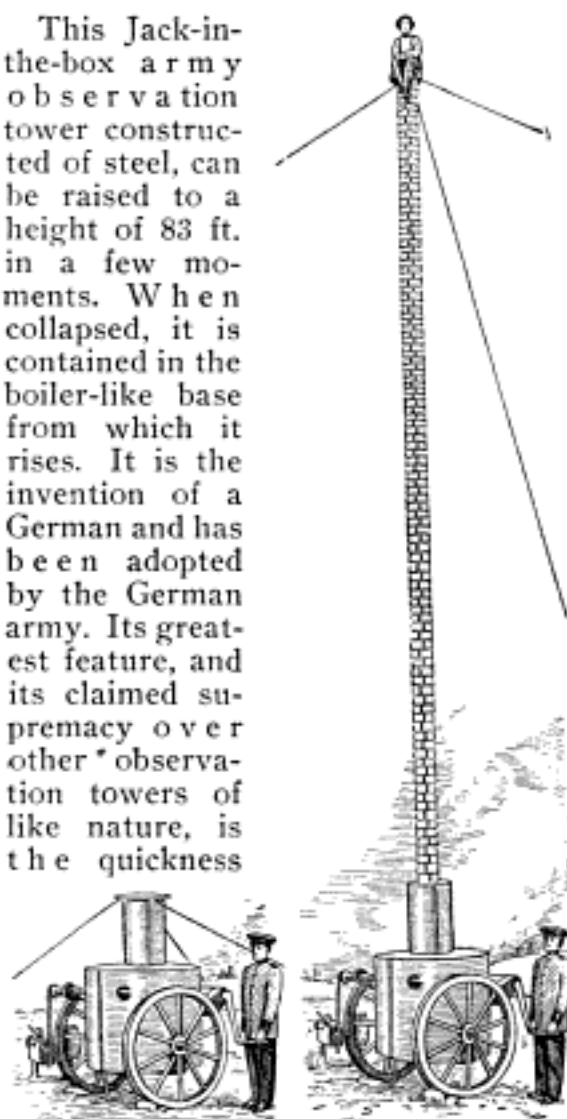 This Jack-in-
the-box army
observation
tower construc-
ted of steel, can
be raised to a
height of 83 ft.
in a few mo-
ments. When
collapsed, it is
contained in the
boiler-like base
from which it
rises. It is the
invention of a
German and has
been adopted
by the German
army. Its great-
est feature, and
its claimed su-
premacy over
other observa-
tion towers of
like nature, is
the quickness